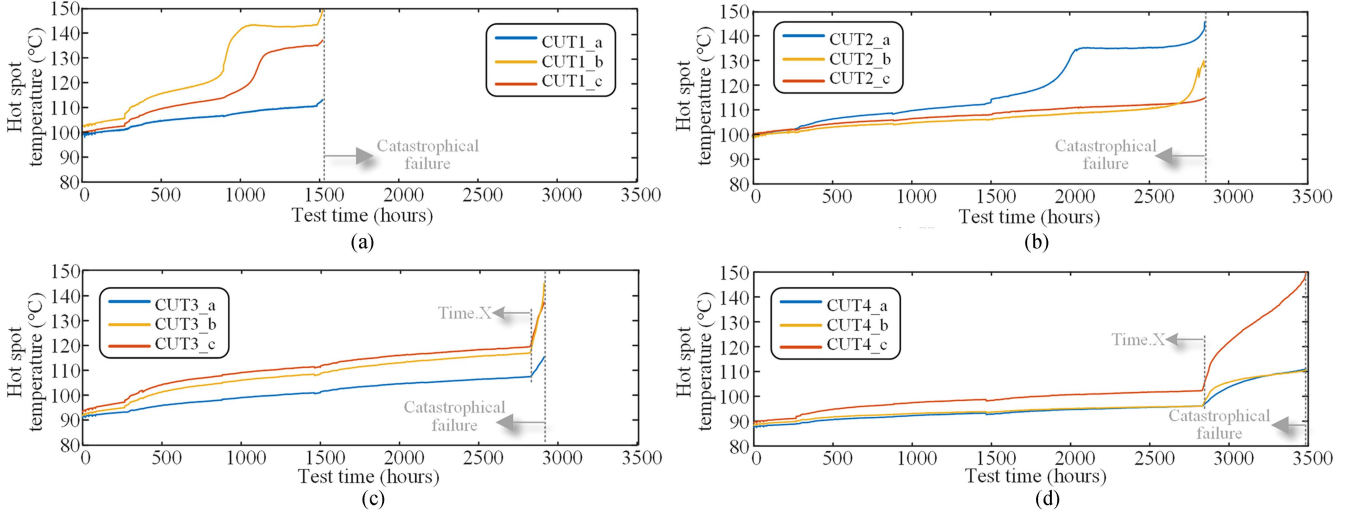 150
140
130
120
110
100
90
80
Hot spot
temperature (°C)
CUT1_a
CUT1_b
CUT1_c
Catastrophical
failure
0 500 1000 1500 2000 2500 3000 3500
Test time (hours)
(a)
150
140
130
120
110
100
90
80
Hot spot
temperature (°C)
CUT2_a
CUT2_b
CUT2_c
Catastrophical
failure
0 500 1000 1500 2000 2500 3000 3500
Test time (hours)
(b)
150
140
130
120
110
100
90
80
Hot spot
temperature (°C)
CUT3_a
CUT3_b
CUT3_c
Time.X
Catastrophical
failure
0 500 1000 1500 2000 2500 3000 3500
Test time (hours)
(c)
150
140
130
120
110
100
90
80
Hot spot
temperature (°C)
CUT4_a
CUT4_b
CUT4_c
Time.X
Catastrophical
failure
0 500 1000 1500 2000 2500 3000 3500
Test time (hours)
(d)